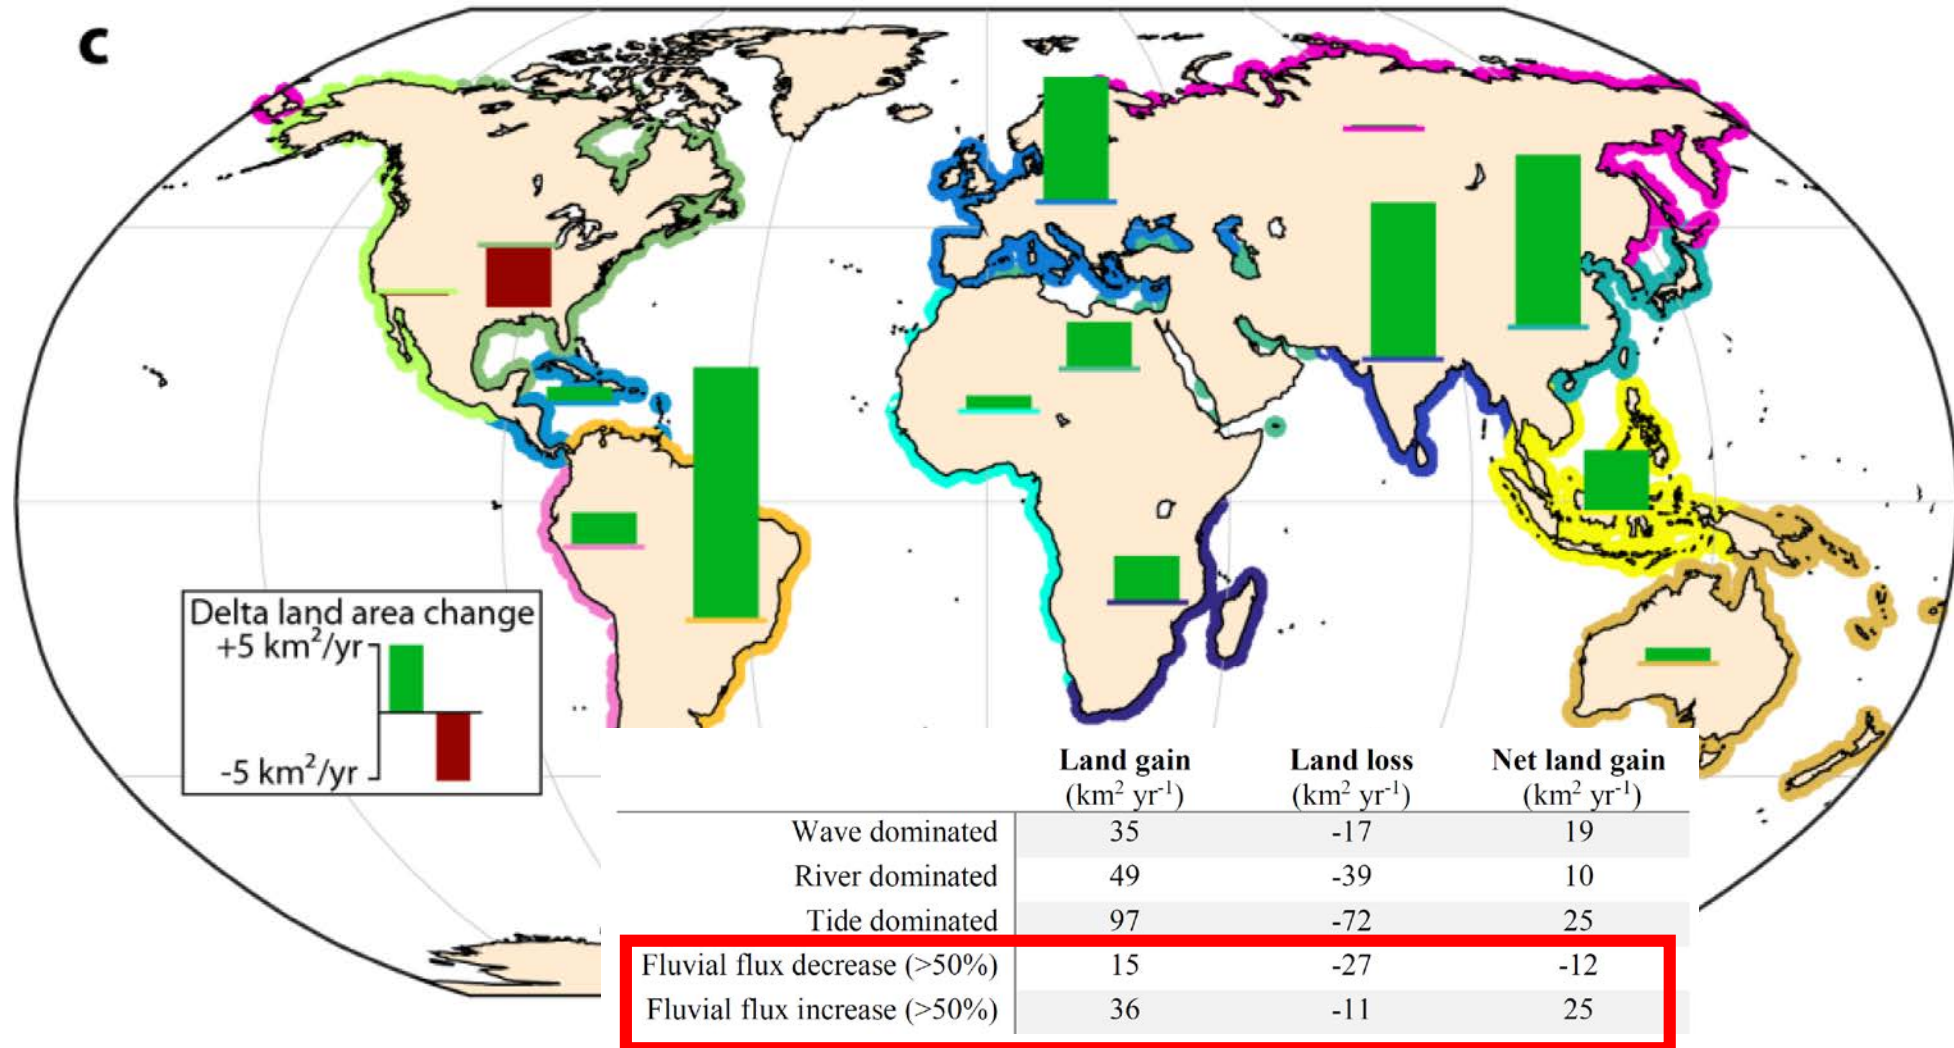 c
Delta land area change
+5 km²/yr
-5 km²/yr
Land gain Land loss Net land gain
(km² yr⁻¹) (km² yr⁻¹) (km² yr⁻¹)
Wave dominated 35 -17 19
River dominated 49 -39 10
Tide dominated 97 -72 25
Fluvial flux decrease (>50%) 15 -27 -12
Fluvial flux increase (>50%) 36 -11 25